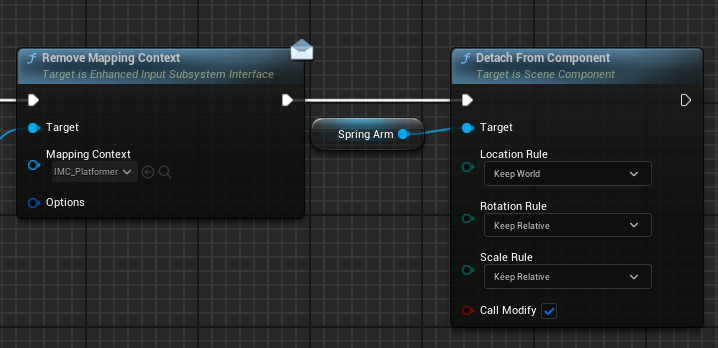 Remove Mapping Context
Target is Enhanced Input Subsystem Interface
Target
Mapping Context
IMC_Platformer
Options
Spring Arm
Detach From Component
Target is Scene Component
Target
Location Rule
Keep World
Rotation Rule
Keep Relative
Scale Rule
Keep Relative
Call Modify